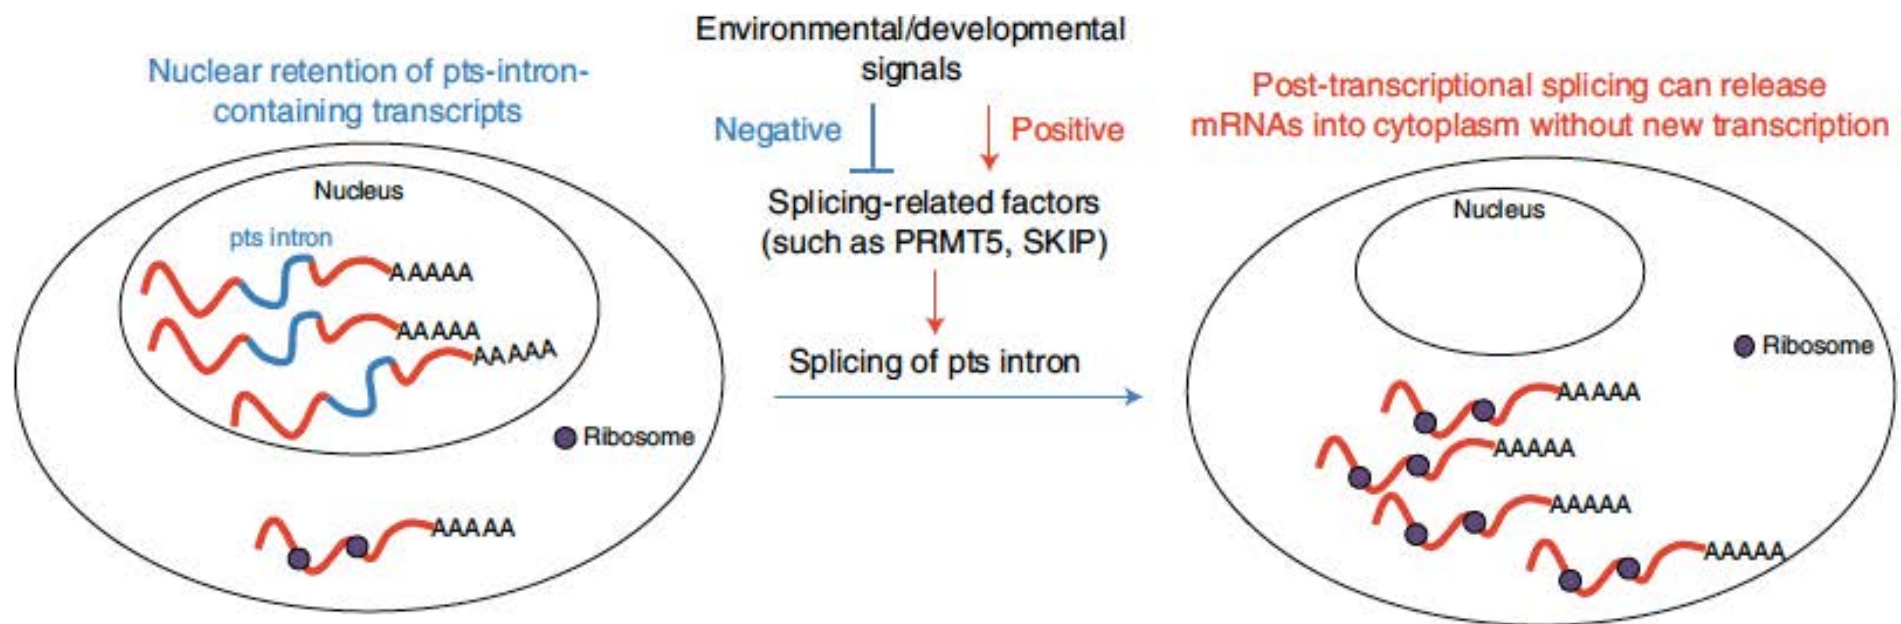 Nuclear retention of pts-intron-
containing transcripts
Nucleus
pts intron
AAAAA
AAAAA
AAAAA
Ribosome
AAAAA
Environmental/developmental
signals
Negative
Positive
Splicing-related factors
(such as PRMT5, SKIP)
Splicing of pts intron
Post-transcriptional splicing can release
mRNAs into cytoplasm without new transcription
Nucleus
Ribosome
AAAAA
AAAAA
AAAAA
AAAAA